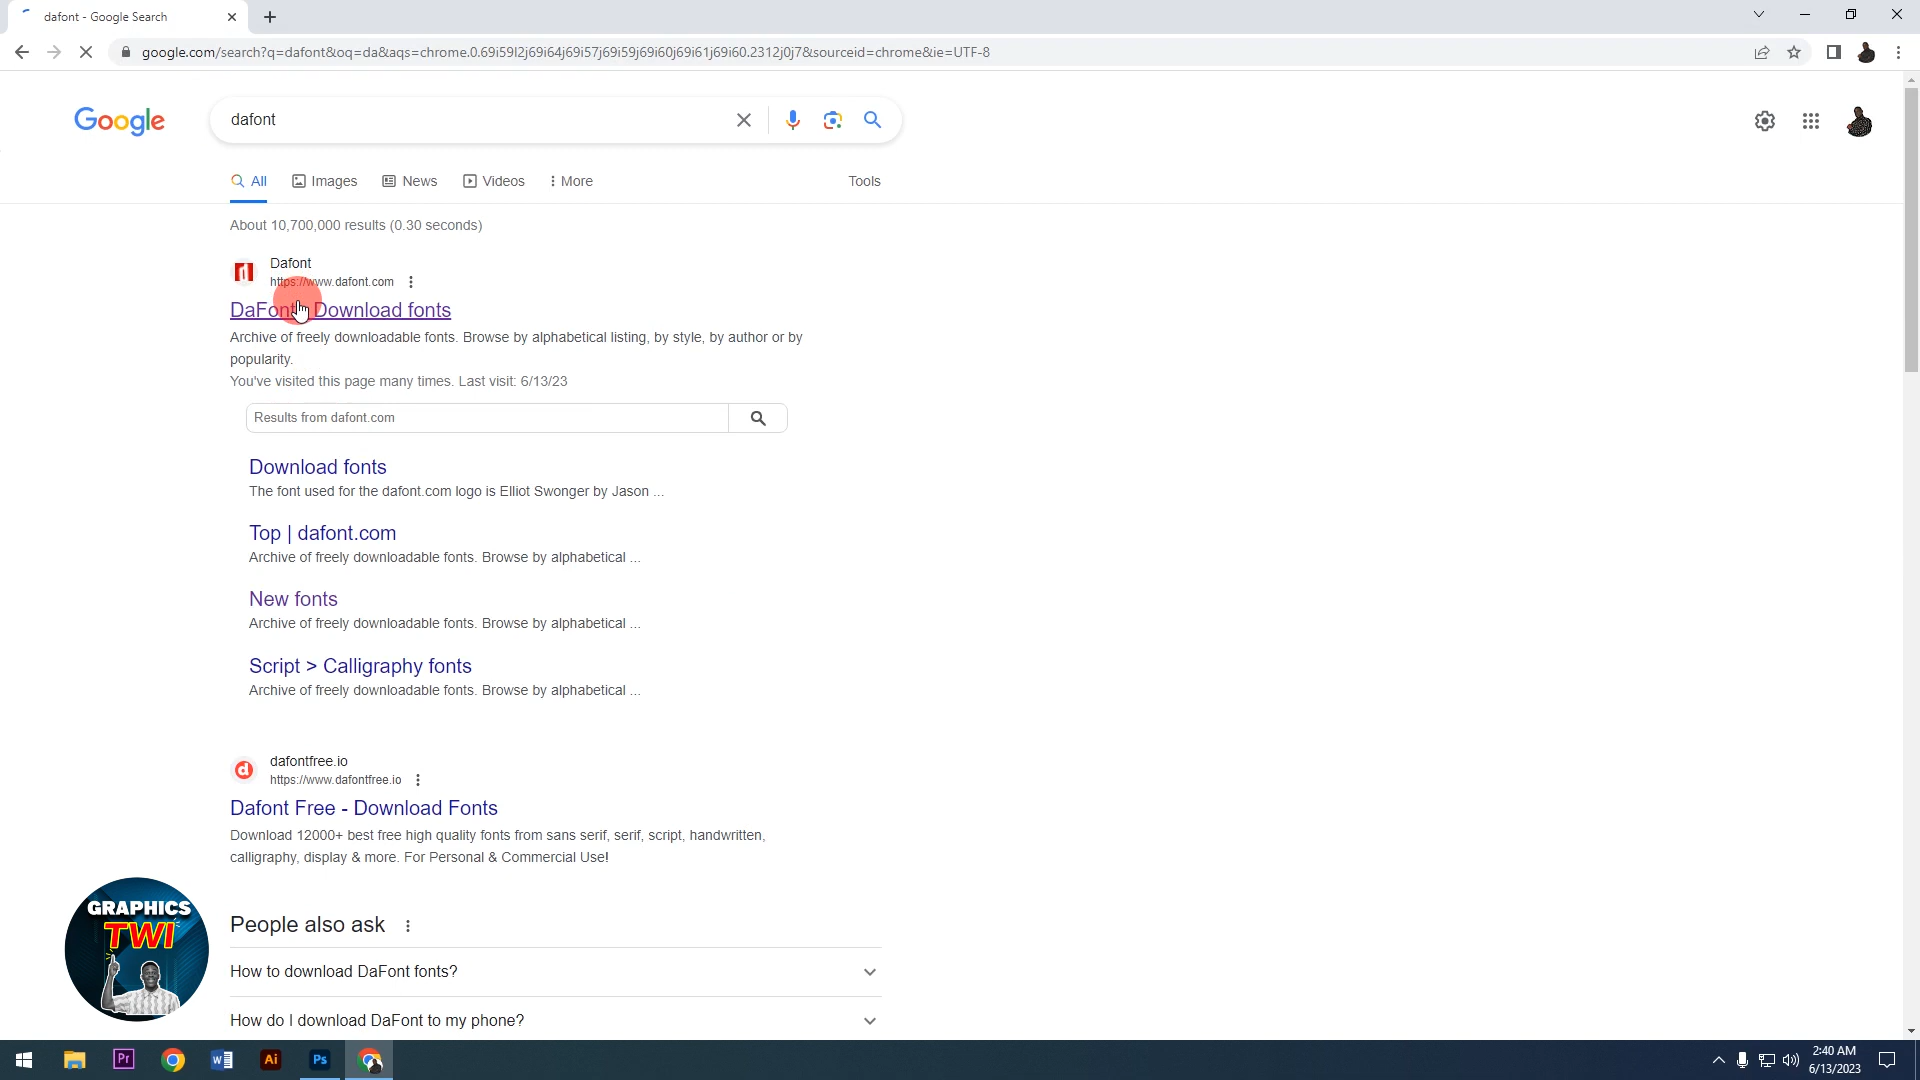 dafont - Google Search
google.com/search?q=dafont&oq=da&aqs=chrome.0.69i59l2j69i64j69i57j69i59j69i60j69i61j69i60.2312j0j7&sourceid=chrome&ie=UTF-8
Google
dafont
All
Images
News
Videos
More
Tools
About 10,700,000 results (0.30 seconds)
Dafont
https://www.dafont.com
DaFont - Download fonts
Archive of freely downloadable fonts. Browse by alphabetical listing, by style, by author or by
popularity.
You've visited this page many times. Last visit: 6/13/23
Results from dafont.com
Download fonts
The font used for the dafont.com logo is Elliot Swonger by Jason ...
Top | dafont.com
Archive of freely downloadable fonts. Browse by alphabetical ...
New fonts
Archive of freely downloadable fonts. Browse by alphabetical ...
Script > Calligraphy fonts
Archive of freely downloadable fonts. Browse by alphabetical ...
dafontfree.io
https://www.dafontfree.io
Dafont Free - Download Fonts
Download 12000+ best free high quality fonts from sans serif, serif, script, handwritten,
calligraphy, display & more. For Personal & Commercial Use!
GRAPHICS
TWI
People also ask
How to download DaFont fonts?
How do I download DaFont to my phone?
Pr
W
Ai
Ps
2:40 AM
6/13/2023